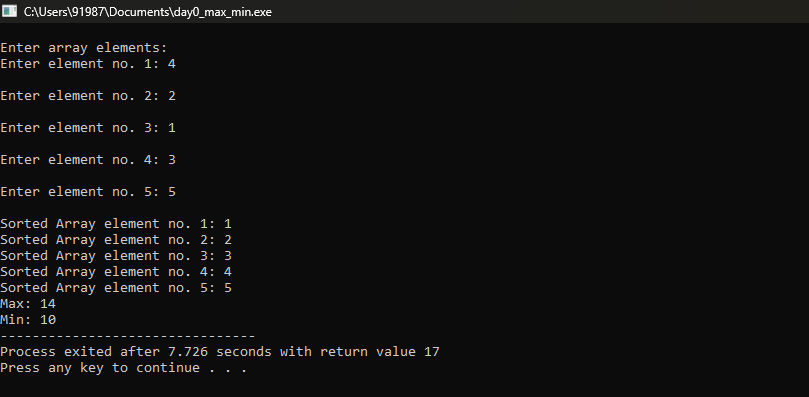 C:\Users\91987\Documents\day0_max_min.exe
Enter array elements:
Enter element no. 1: 4
Enter element no. 2: 2
Enter element no. 3: 1
Enter element no. 4: 3
Enter element no. 5: 5
Sorted Array element no. 1: 1
Sorted Array element no. 2: 2
Sorted Array element no. 3: 3
Sorted Array element no. 4: 4
Sorted Array element no. 5: 5
Max: 14
Min: 10
--------------------------------
Process exited after 7.726 seconds with return value 17
Press any key to continue . . .